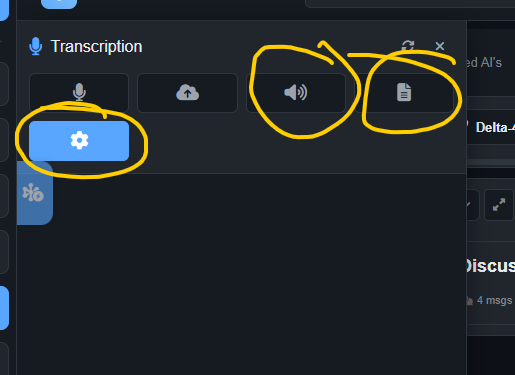 Transcription
ed AI's
Delta-4
Discus
4 msgs